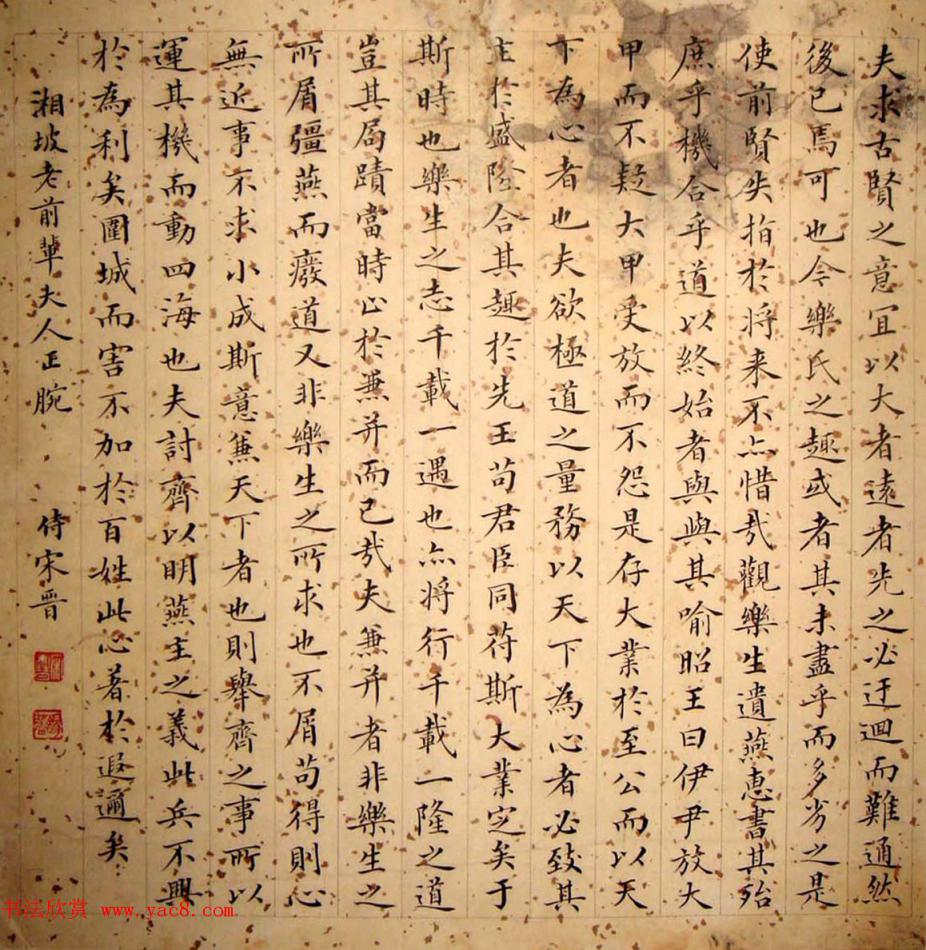 夫求古賢之意宜以大者遠者先之必迂迴而難通然
後已馬可也今樂氏之趣或者其未盡乎而多劣之是
使前賢失指於将来不亦惜哉觀樂生遺燕惠書其殆
庶乎機合乎道以終始者與與其喻昭王曰伊尹放大
甲而不疑大甲受放而不怨是存大業於至公而以天
下為心者也夫欲極道之量務以天下為心者必致其
主於盛隆合其趣於先王苟君臣同苻斯大業定矣于
斯時也樂生之志千載一遇也亦将行千載一隆之道
豈其局蹟當時止於兼并而已哉夫兼并者非樂生之
所屑彊燕而癈道又非樂生之所求也不屑苟得則心
無近事不求小成斯意兼天下者也則舉齊之事所以
運其機而動四海也夫討齊以明燕主之義此兵不興
於為利矣圍城而害不加於百姓此心著於遐邇矣
湘坡老前軰夫人正腕 侍宋晋
书法欣赏 www.yac8.com